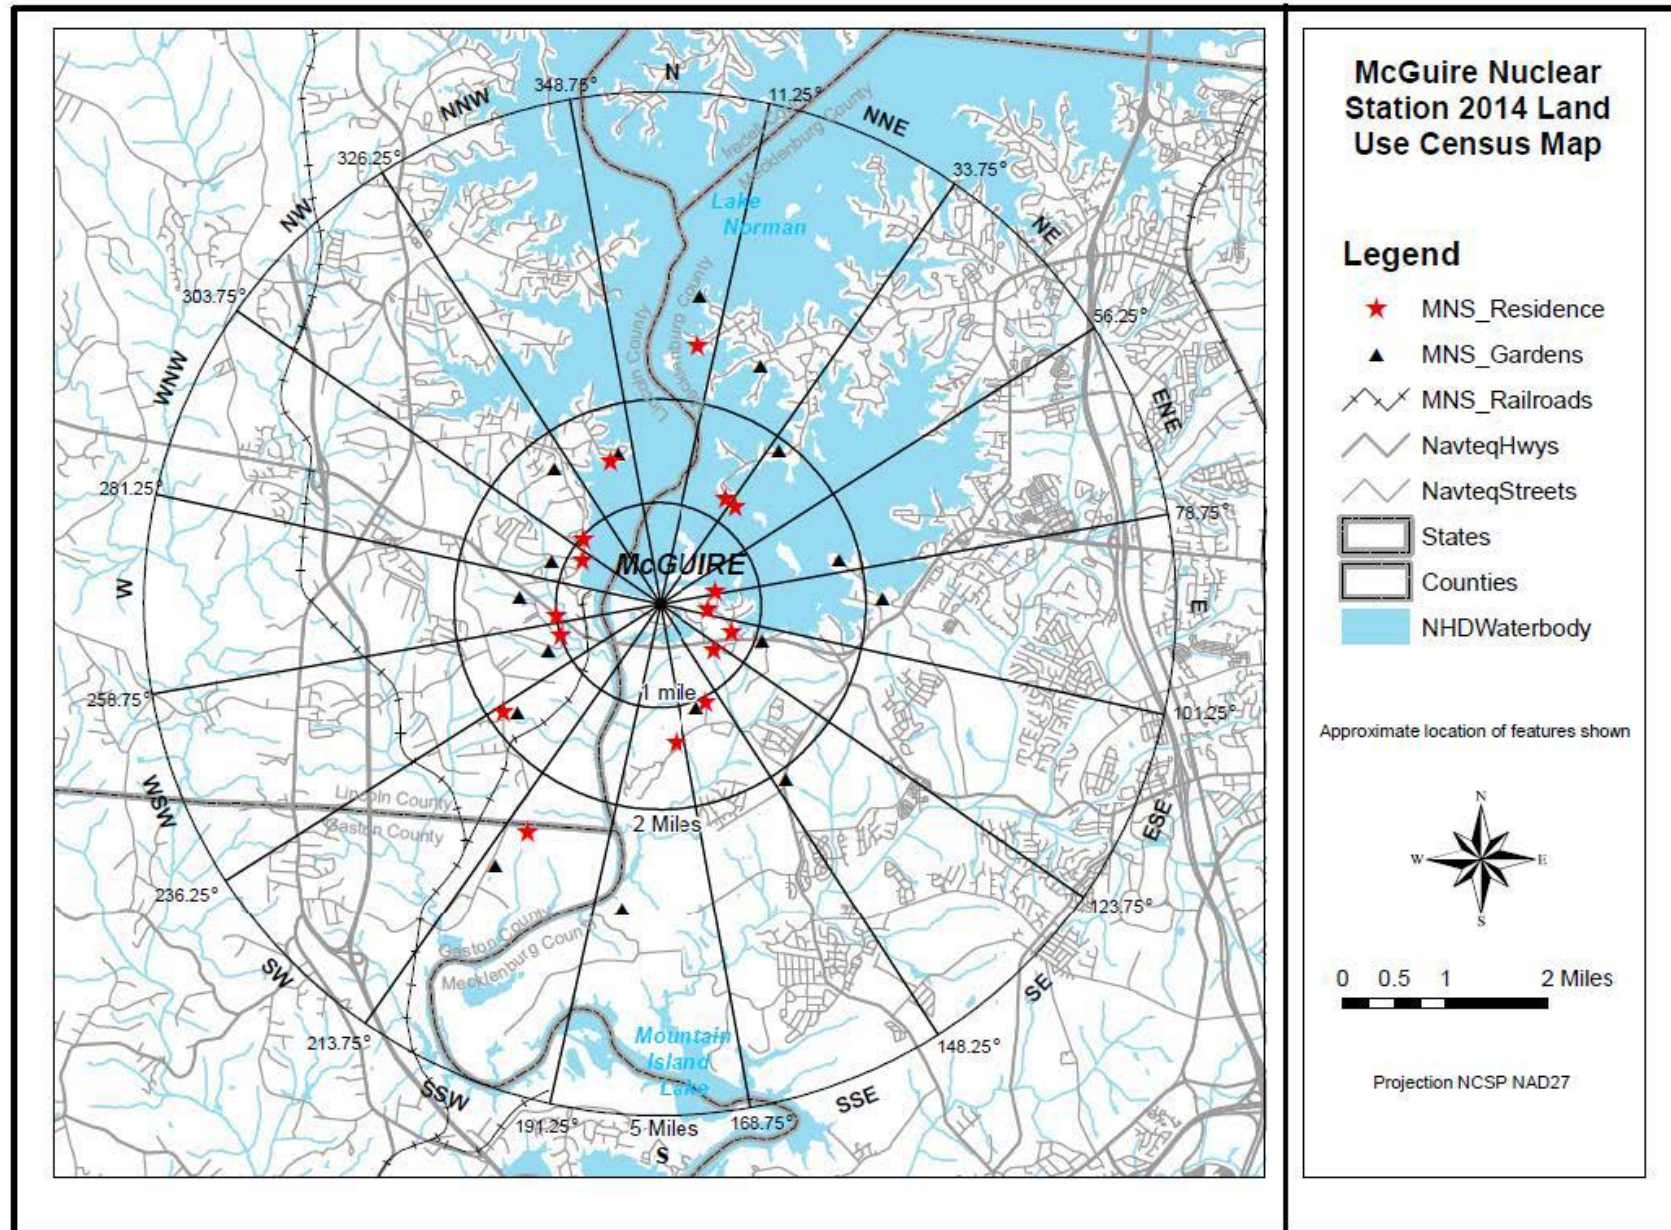 McGuire Nuclear
Station 2014 Land
Use Census Map
Legend
MNS_Residence
MNS_Gardens
MNS_Railroads
NavteqHwys
NavteqStreets
States
Counties
NHDWaterbody
Approximate location of features shown
N
W
E
S
0 0.5 1 2 Miles
Projection NCSP NAD27
N
348.75°
11.25°
NNW
NNE
326.25°
33.75°
Iredell County
Mecklenburg County
Lake
Norman
NW
NE
303.75°
56.25°
Lincoln County
Mecklenburg County
WNW
ENE
281.25°
78.75°
McGUIRE
W
E
1 mile
258.75°
101.25°
WSW
ESE
Lincoln County
Gaston County
2 Miles
236.25°
123.75°
Gaston County
Mecklenburg County
SW
SE
213.75°
148.25°
Mountain
Island
Lake
SSW
SSE
191.25°
5 Miles
168.75°
S